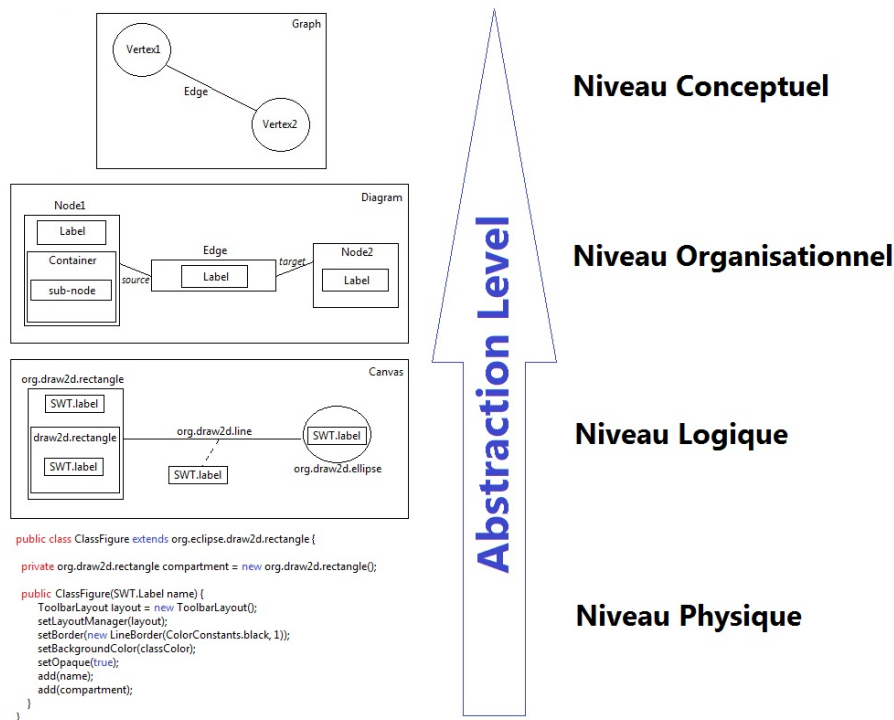 Graph
Vertex1
Edge
Vertex2
Niveau Conceptuel
Diagram
Node1
Label
Container
sub-node
source
Edge
Label
target
Node2
Label
Niveau Organisationnel
Canvas
org.draw2d.rectangle
SWT.label
draw2d.rectangle
SWT.label
org.draw2d.line
SWT.label
SWT.label
org.draw2d.ellipse
Niveau Logique
public class ClassFigure extends org.eclipse.draw2d.rectangle {
private org.draw2d.rectangle compartment = new org.draw2d.rectangle();
public ClassFigure(SWT.Label name) {
ToolbarLayout layout = new ToolbarLayout();
setLayoutManager(layout);
setBorder(new LineBorder(ColorConstants.black, 1));
setBackgroundColor(classColor);
setOpaque(true);
add(name);
add(compartment);
}
}
Niveau Physique
Abstraction Level